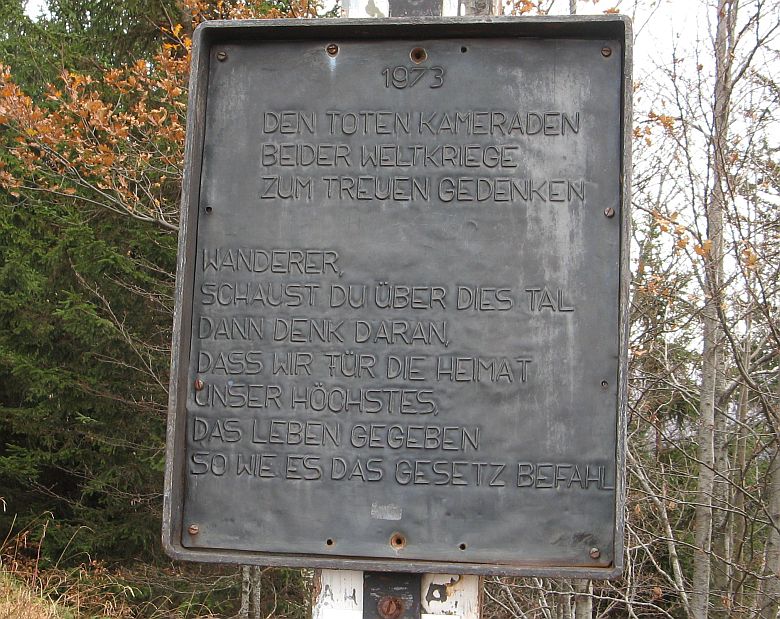 1973
DEN TOTEN KAMERADEN
BEIDER WELTKRIEGE
ZUM TREUEN GEDENKEN
WANDERER,
SCHAUST DU ÜBER DIES TAL
DANN DENK DARAN,
DASS WIR FÜR DIE HEIMAT
UNSER HÖCHSTES,
DAS LEBEN GEGEBEN
SO WIE ES DAS GESETZ BEFAHL